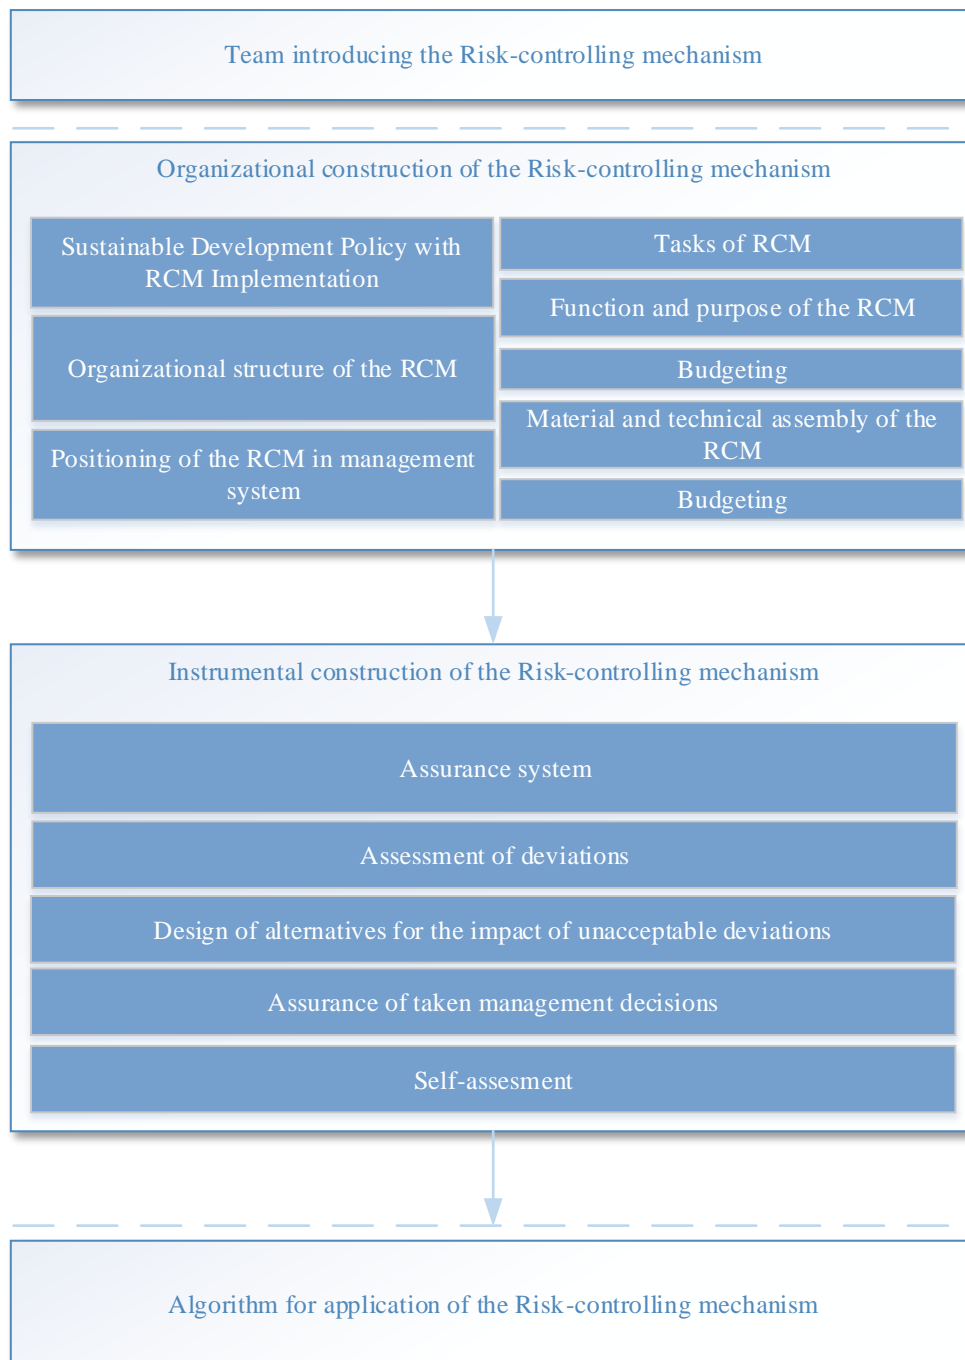 Team introducing the Risk-controlling mechanism
Organizational construction of the Risk-controlling mechanism
Sustainable Development Policy with
RCM Implementation
Organizational structure of the RCM
Positioning of the RCM in management
system
Tasks of RCM
Function and purpose of the RCM
Budgeting
Material and technical assembly of the
RCM
Budgeting
Instrumental construction of the Risk-controlling mechanism
Assurance system
Assessment of deviations
Design of alternatives for the impact of unacceptable deviations
Assurance of taken management decisions
Self-assesment
Algorithm for application of the Risk-controlling mechanism